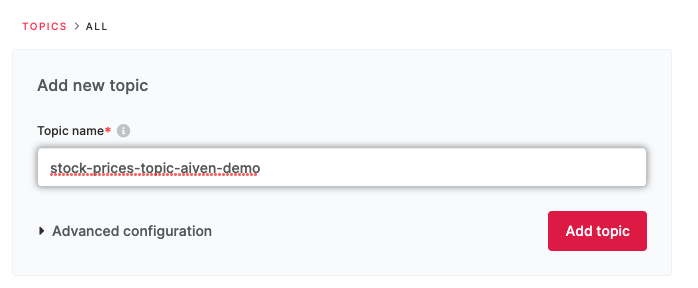 TOPICS > ALL
Add new topic
Topic name*
stock-prices-topic-aiven-demo
Advanced configuration
Add topic